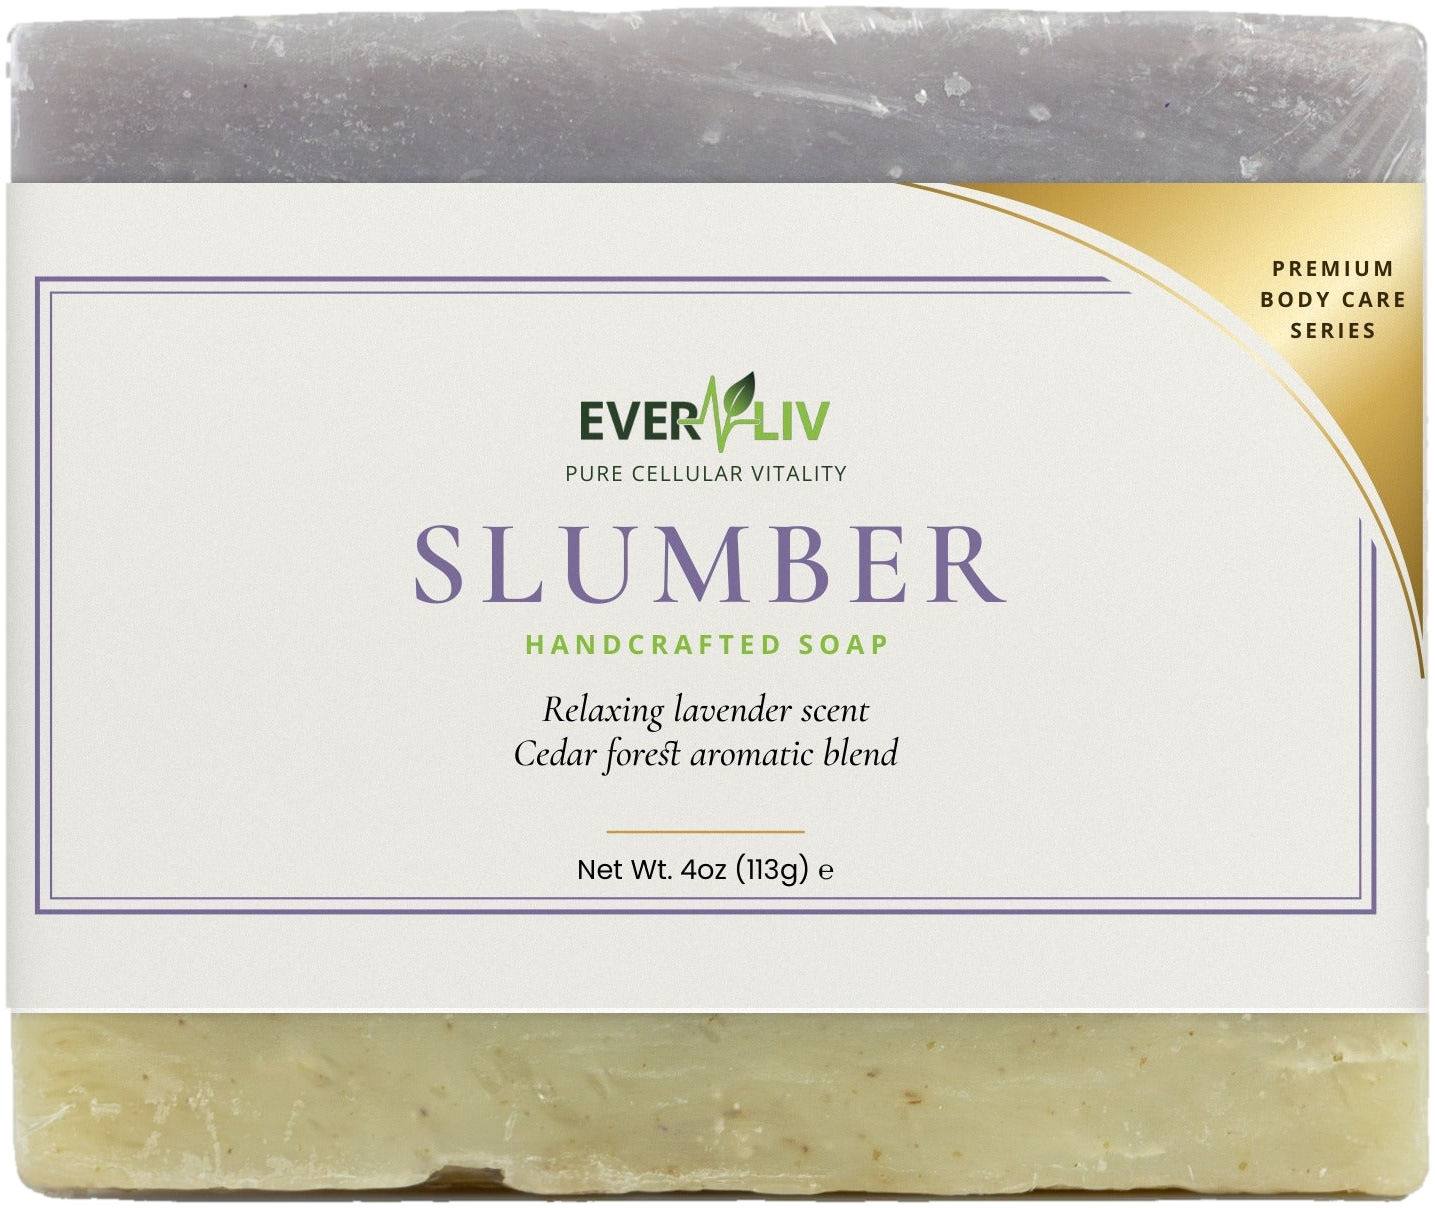 PREMIUM
BODY CARE
SERIES
EVERLIV
PURE CELLULAR VITALITY
SLUMBER
HANDCRAFTED SOAP
Relaxing lavender scent
Cedar forest aromatic blend
Net Wt. 4oz (113g) ℮